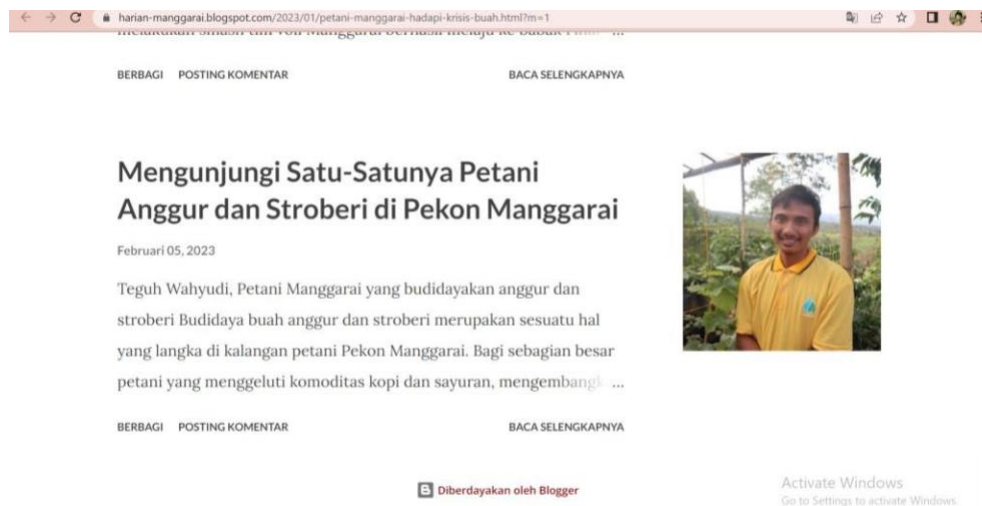 harian-manggarai.blogspot.com/2023/01/petani-manggarai-hadapi-krisis-buah.html?m=1
BERBAGI POSTING KOMENTAR BACA SELENGKAPNYA
Mengunjungi Satu-Satunya Petani
Anggur dan Stroberi di Pekon Manggarai
Februari 05, 2023
Teguh Wahyudi, Petani Manggarai yang budidayakan anggur dan
stroberi Budidaya buah anggur dan stroberi merupakan sesuatu hal
yang langka di kalangan petani Pekon Manggarai. Bagi sebagian besar
petani yang menggeluti komoditas kopi dan sayuran, mengembangk ...
BERBAGI POSTING KOMENTAR BACA SELENGKAPNYA
Diberdayakan oleh Blogger
Activate Windows
Go to Settings to activate Windows.